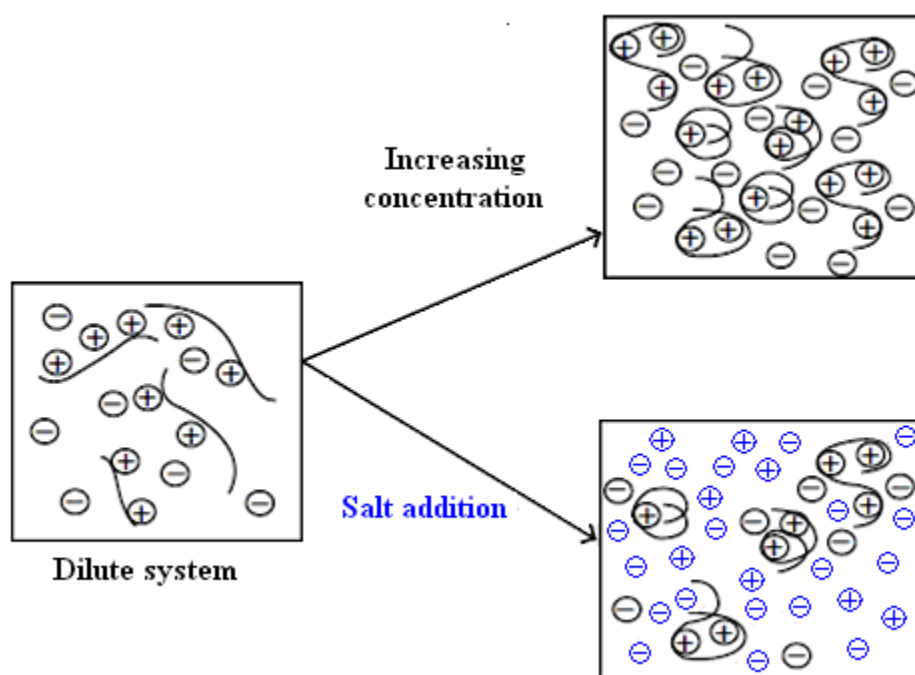 Increasing
concentration
Salt addition
Dilute system